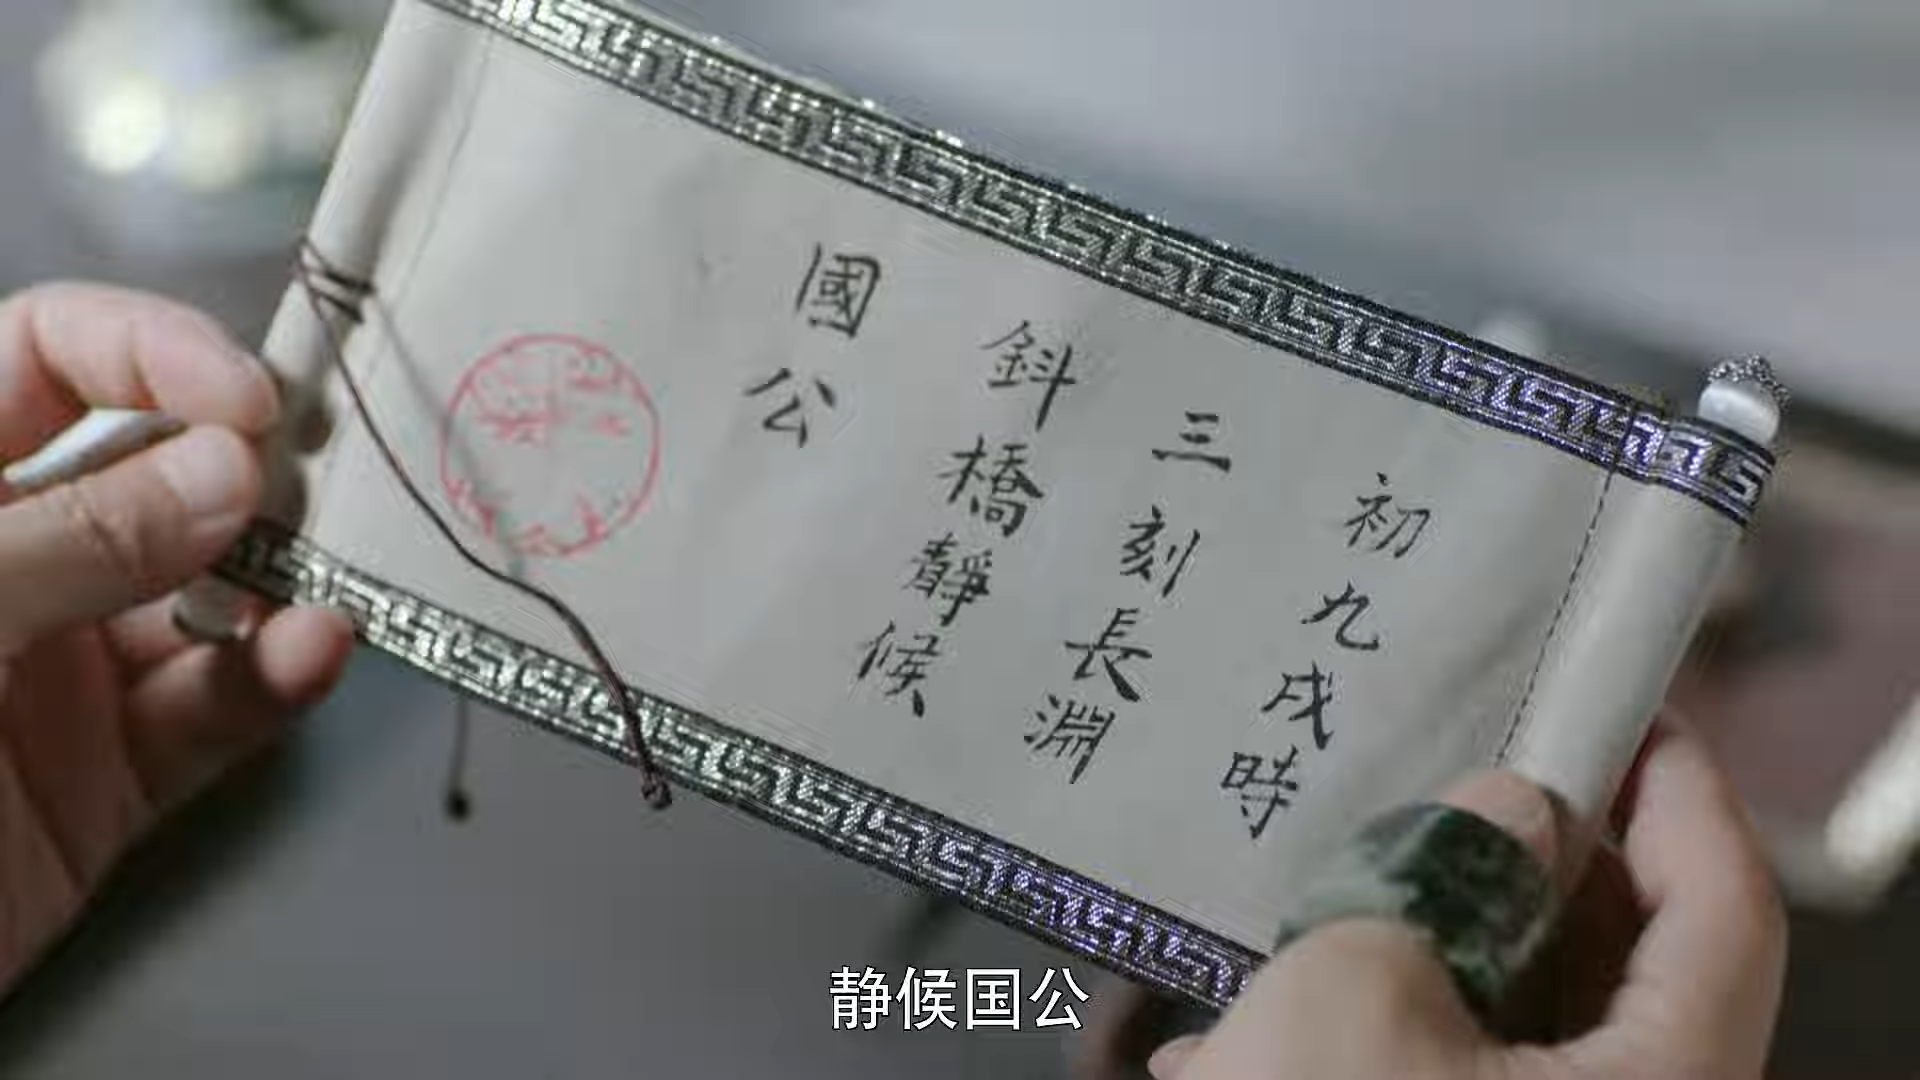 初九戌時
三刻長淵
斜橋靜候
國公
静候国公